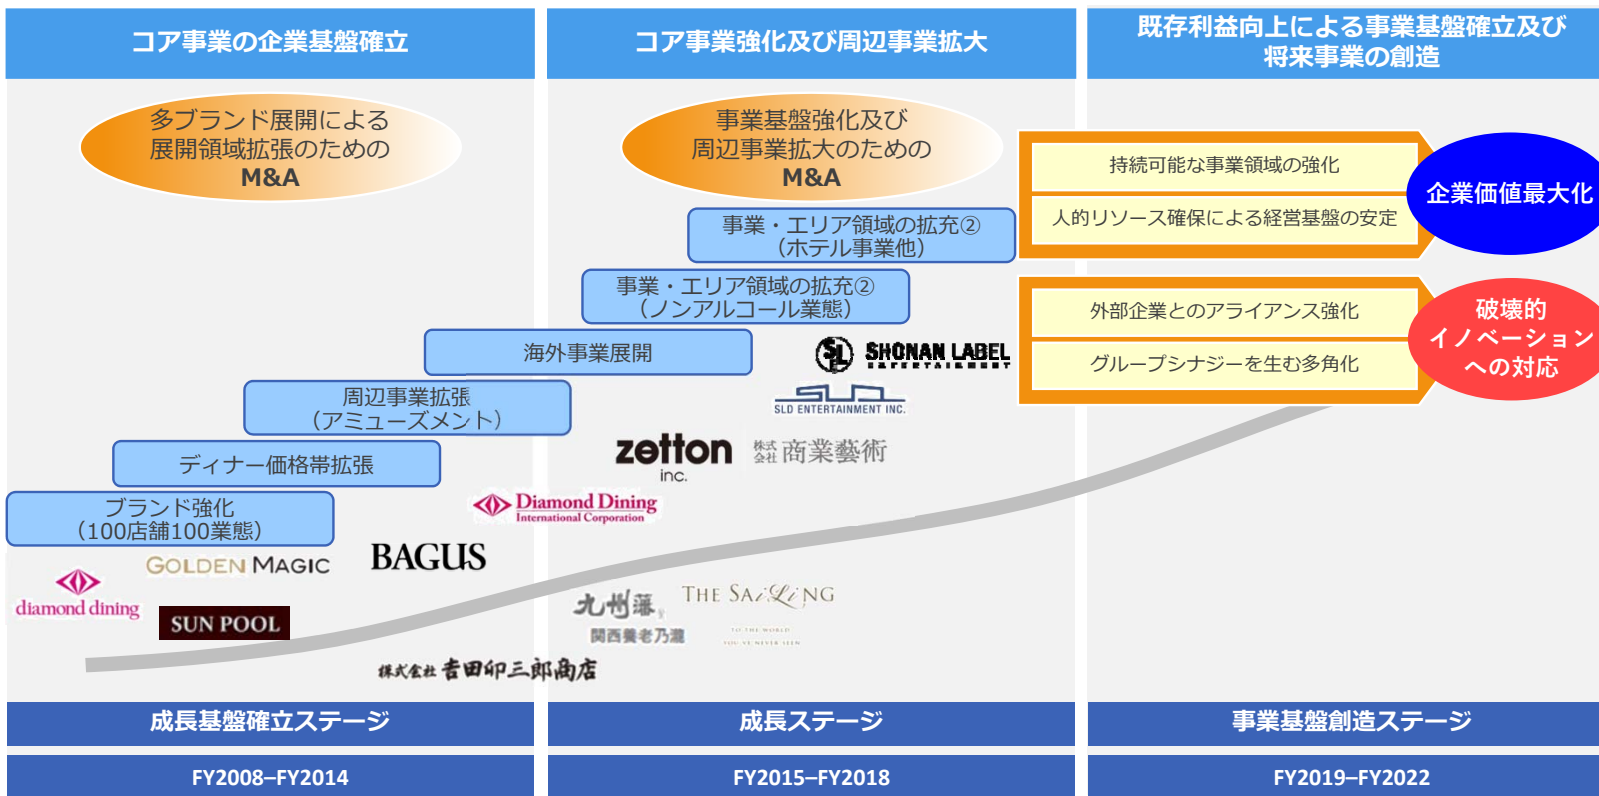 コア事業の企業基盤確立
コア事業強化及び周辺事業拡大
既存利益向上による事業基盤確立及び
将来事業の創造
多ブランド展開による
展開領域拡張のための
M&A
事業基盤強化及び
周辺事業拡大のための
M&A
持続可能な事業領域の強化
人的リソース確保による経営基盤の安定
企業価値最大化
事業・エリア領域の拡充②
（ホテル事業他）
事業・エリア領域の拡充②
（ノンアルコール業態）
外部企業とのアライアンス強化
グループシナジーを生む多角化
破壊的
イノベーション
への対応
海外事業展開
SL SHONAN LABEL
ENTERTAINMENT
周辺事業拡張
（アミューズメント）
SLD
SLD ENTERTAINMENT INC.
ディナー価格帯拡張
zetton
inc.
株式会社 商業藝術
ブランド強化
（100店舗100業態）
Diamond Dining
International Corporation
GOLDEN MAGIC
BAGUS
diamond dining
SUN POOL
九州藩
関西養老乃瀧
THE SAILING
TO THE WORLD
YOU'VE NEVER SEEN
株式会社 吉田卯三郎商店
成長基盤確立ステージ
成長ステージ
事業基盤創造ステージ
FY2008–FY2014
FY2015–FY2018
FY2019–FY2022